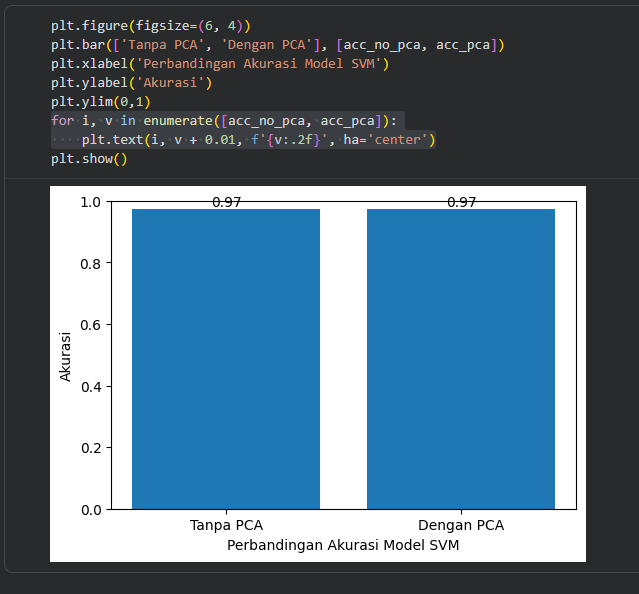 plt.figure(figsize=(6, 4))
plt.bar(['Tanpa PCA', 'Dengan PCA'], [acc_no_pca, acc_pca])
plt.xlabel('Perbandingan Akurasi Model SVM')
plt.ylabel('Akurasi')
plt.ylim(0,1)
for i, v in enumerate([acc_no_pca, acc_pca]):
    plt.text(i, v + 0.01, f'{v:.2f}', ha='center')
plt.show()
0.97 0.97
1.0
0.8
0.6
0.4
0.2
0.0
Akurasi
Tanpa PCA Dengan PCA
Perbandingan Akurasi Model SVM